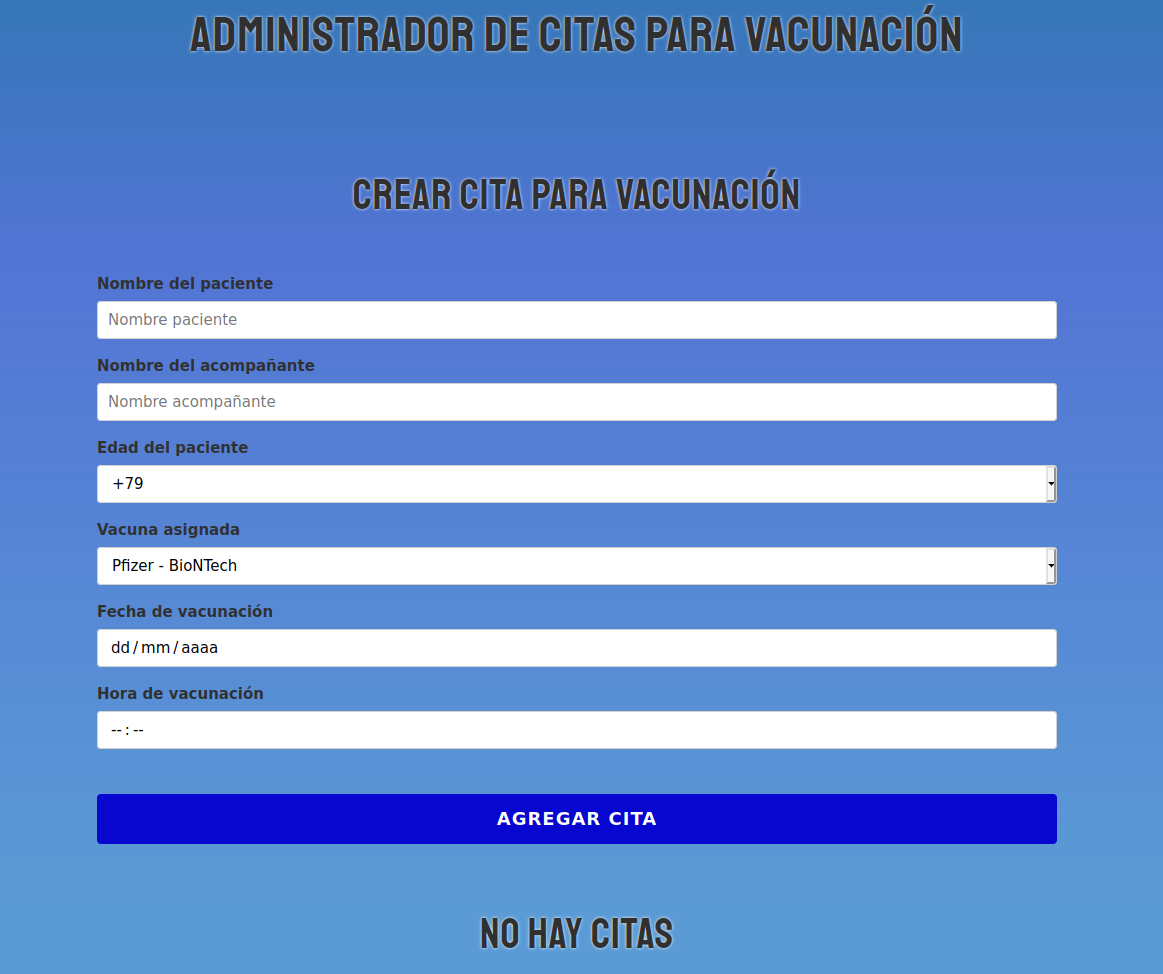 ADMINISTRADOR DE CITAS PARA VACUNACIÓN
CREAR CITA PARA VACUNACIÓN
Nombre del paciente
Nombre paciente
Nombre del acompañante
Nombre acompañante
Edad del paciente
+79
Vacuna asignada
Pfizer - BioNTech
Fecha de vacunación
dd / mm / aaaa
Hora de vacunación
-- : --
AGREGAR CITA
NO HAY CITAS